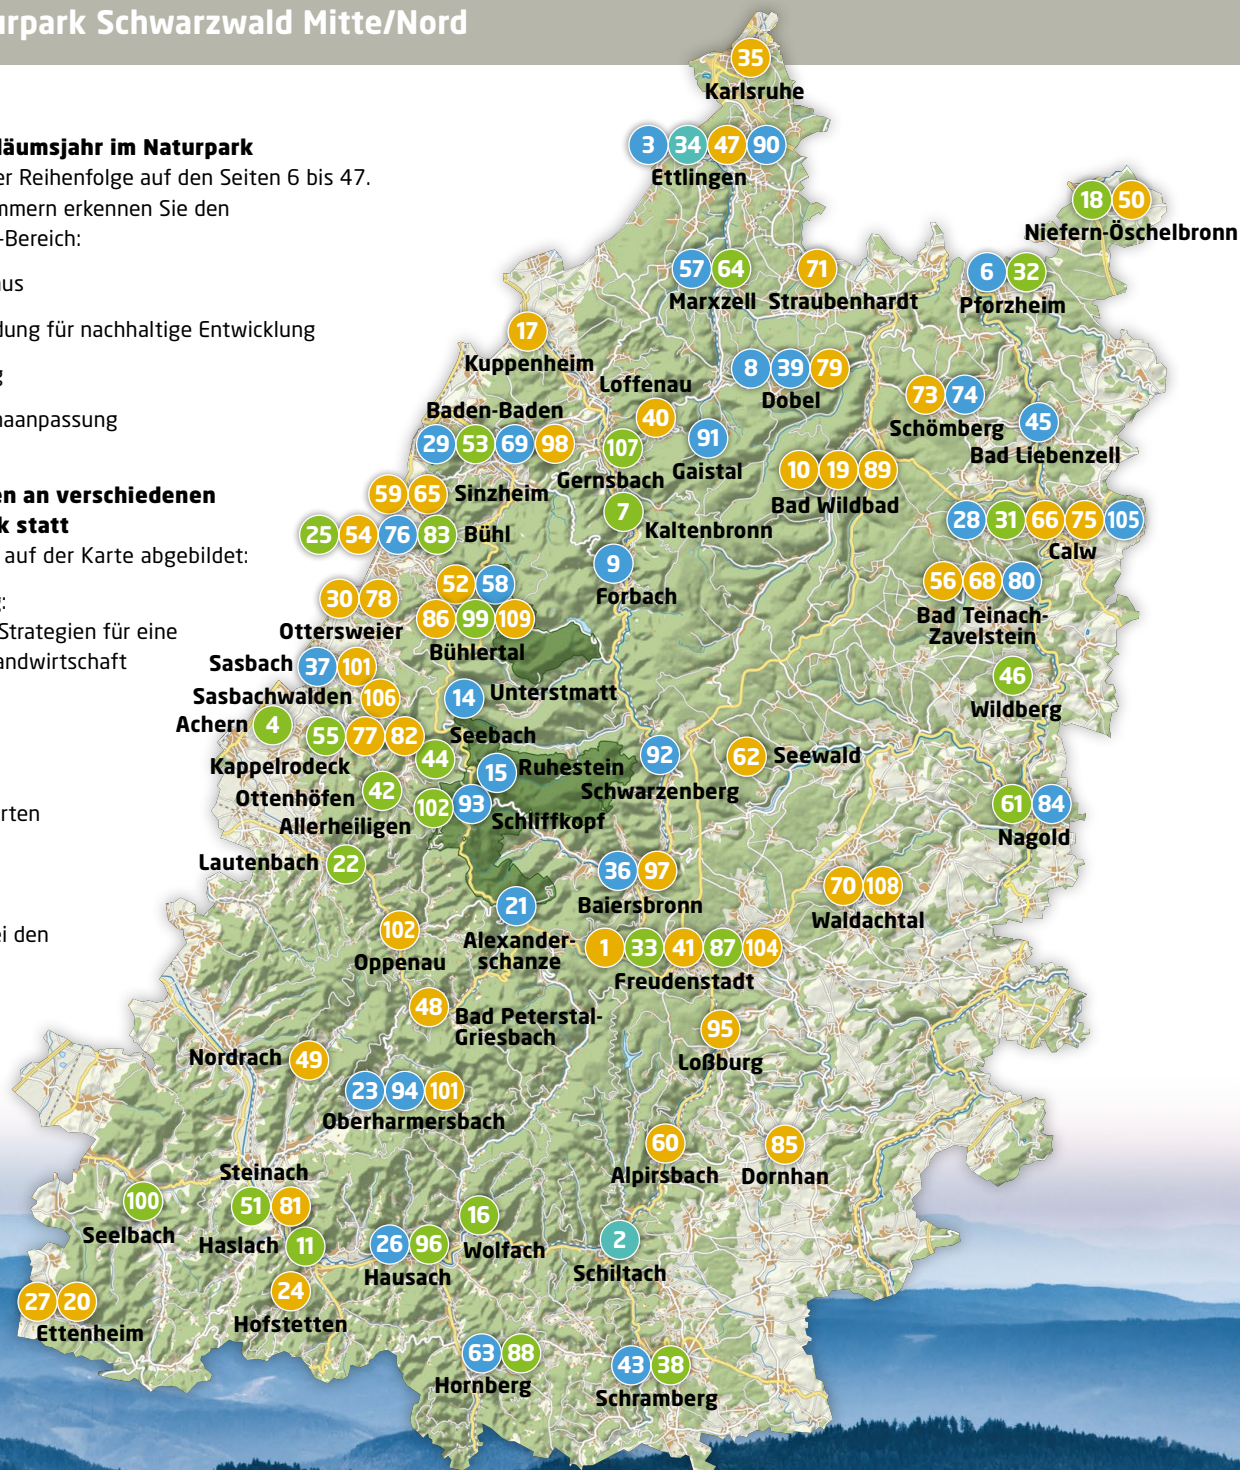 urpark Schwarzwald Mitte/Nord
läumsjahr im Naturpark
er Reihenfolge auf den Seiten 6 bis 47.
mmern erkennen Sie den
-Bereich:
us
dung für nachhaltige Entwicklung
g
naanpassung
en an verschiedenen
k statt
auf der Karte abgebildet:
g:
Strategien für eine
andwirtschaft
rten
ei den
35
Karlsruhe
3 34 47 90
Ettlingen
18 50
Niefern-Öschelbronn
57 64
Marxzell
71
Straubenhardt
6 32
Pforzheim
17
Kuppenheim
Loffenau
40
8 39 79
Dobel
73 74
Schömberg
45
Bad Liebenzell
Baden-Baden
29 53 69 98
107
Gernsbach
91
Gaistal
10 19 89
Bad Wildbad
59 65 Sinzheim
7
Kaltenbronn
28 31 66 75 105
Calw
25 54 76 83 Bühl
9
Forbach
56 68 80
Bad Teinach-
Zavelstein
30 78
Ottersweier
52 58
86 99 109
Bühlertal
Sasbach 37 101
46
Wildberg
Sasbachwalden 106
14 Unterstmatt
Achern 4
55 77 82
Kappelrodeck
Seebach
44
15 Ruhestein
92
Schwarzenberg
62 Seewald
Ottenhöfen 42
Allerheiligen 102
93
Schliffkopf
61 84
Nagold
Lautenbach 22
36 97
Baiersbronn
70 108
Waldachtal
21
Alexander-
schanze
102
Oppenau
1 33 41 87 104
Freudenstadt
48 Bad Peterstal-
Griesbach
95
Loßburg
Nordrach 49
23 94 101
Oberharmersbach
60
Alpirsbach
85
Dornhan
Steinach
51 81
100
Seelbach
Haslach 11
26 96
Hausach
16
Wolfach
2
Schiltach
24
Hofstetten
27 20
Ettenheim
63 88
Hornberg
43 38
Schramberg